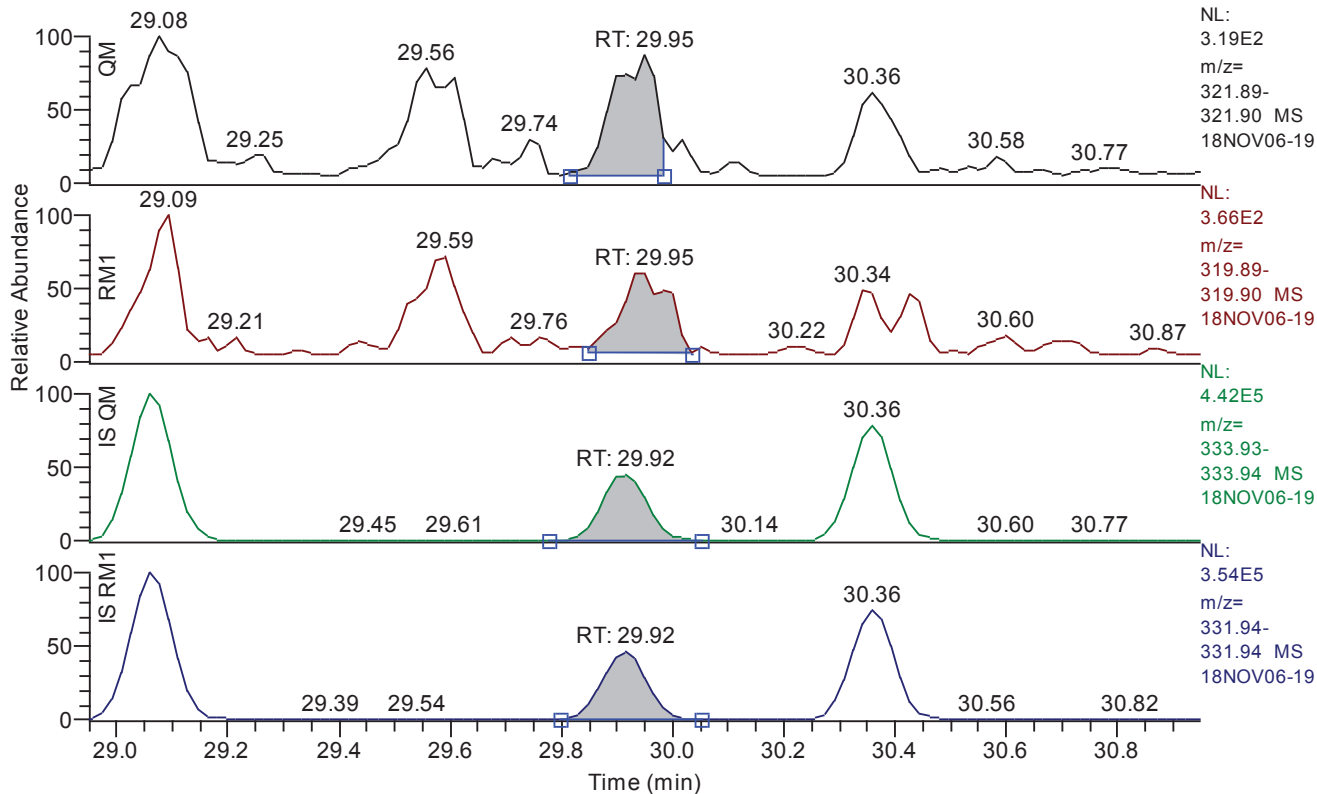 Relative Abundance
QM
100
50
0
29.08
29.25
29.56
29.74
RT: 29.95
30.36
30.58
30.77
NL:
3.19E2
m/z=
321.89-
321.90 MS
18NOV06-19
RM1
100
50
0
29.09
29.21
29.59
29.76
RT: 29.95
30.22
30.34
30.60
30.87
NL:
3.66E2
m/z=
319.89-
319.90 MS
18NOV06-19
IS QM
100
50
0
29.45
29.61
RT: 29.92
30.14
30.36
30.60
30.77
NL:
4.42E5
m/z=
333.93-
333.94 MS
18NOV06-19
IS RM1
100
50
0
29.39
29.54
RT: 29.92
30.36
30.56
30.82
NL:
3.54E5
m/z=
331.94-
331.94 MS
18NOV06-19
29.0 29.2 29.4 29.6 29.8 30.0 30.2 30.4 30.6 30.8
Time (min)